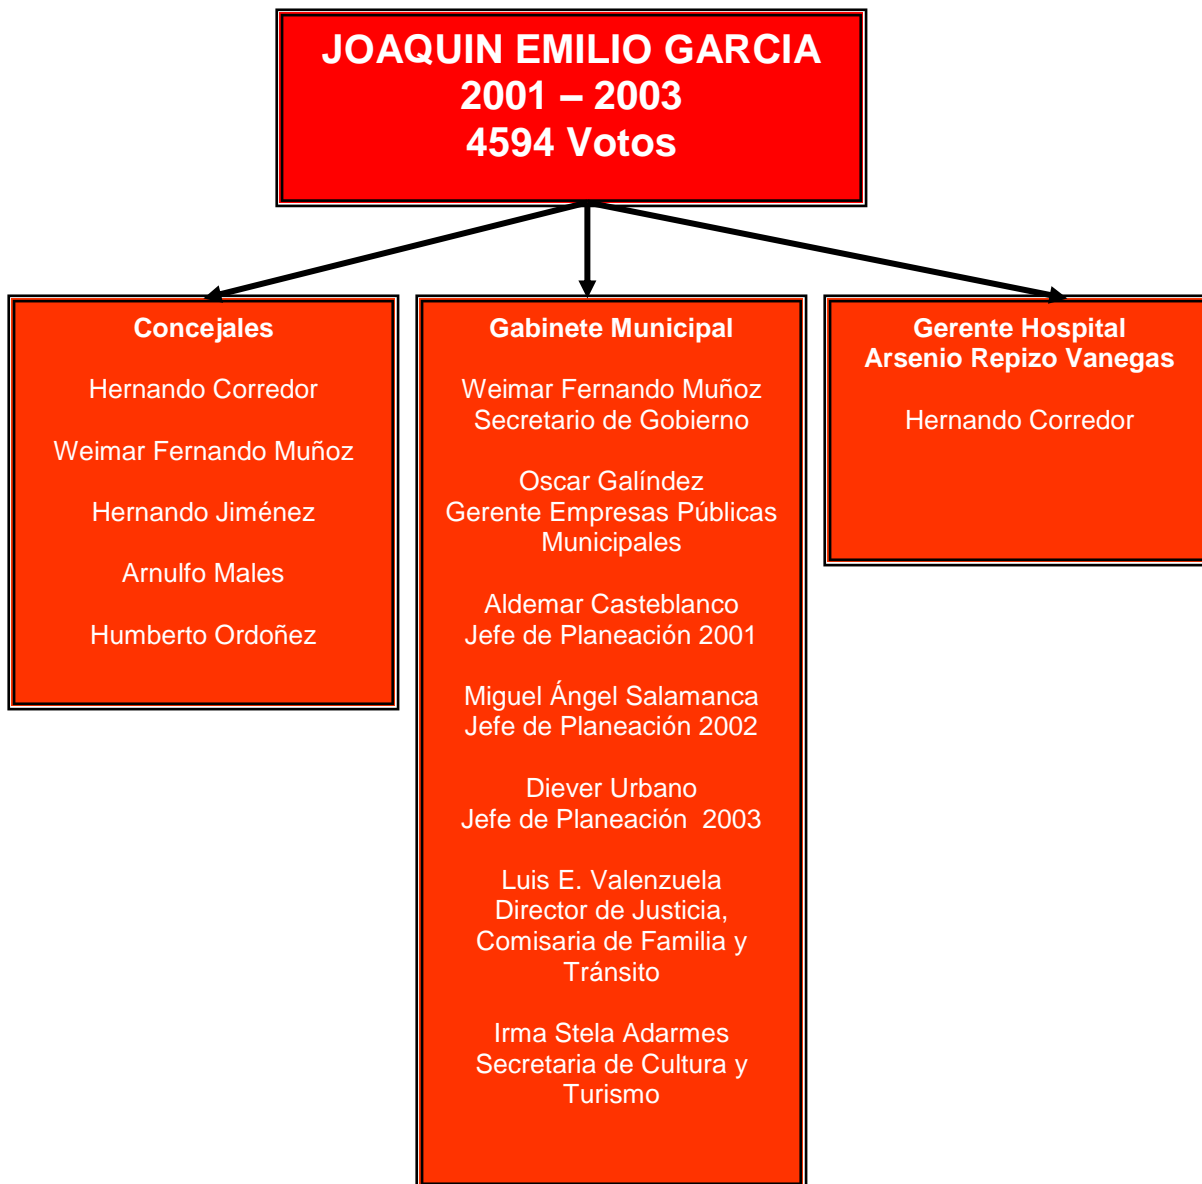 JOAQUIN EMILIO GARCIA
2001 – 2003
4594 Votos
Concejales
Hernando Corredor
Weimar Fernando Muñoz
Hernando Jiménez
Arnulfo Males
Humberto Ordoñez
Gabinete Municipal
Weimar Fernando Muñoz
Secretario de Gobierno
Oscar Galíndez
Gerente Empresas Públicas
Municipales
Aldemar Casteblanco
Jefe de Planeación 2001
Miguel Ángel Salamanca
Jefe de Planeación 2002
Diever Urbano
Jefe de Planeación  2003
Luis E. Valenzuela
Director de Justicia,
Comisaria de Familia y
Tránsito
Irma Stela Adarmes
Secretaria de Cultura y
Turismo
Gerente Hospital
Arsenio Repizo Vanegas
Hernando Corredor